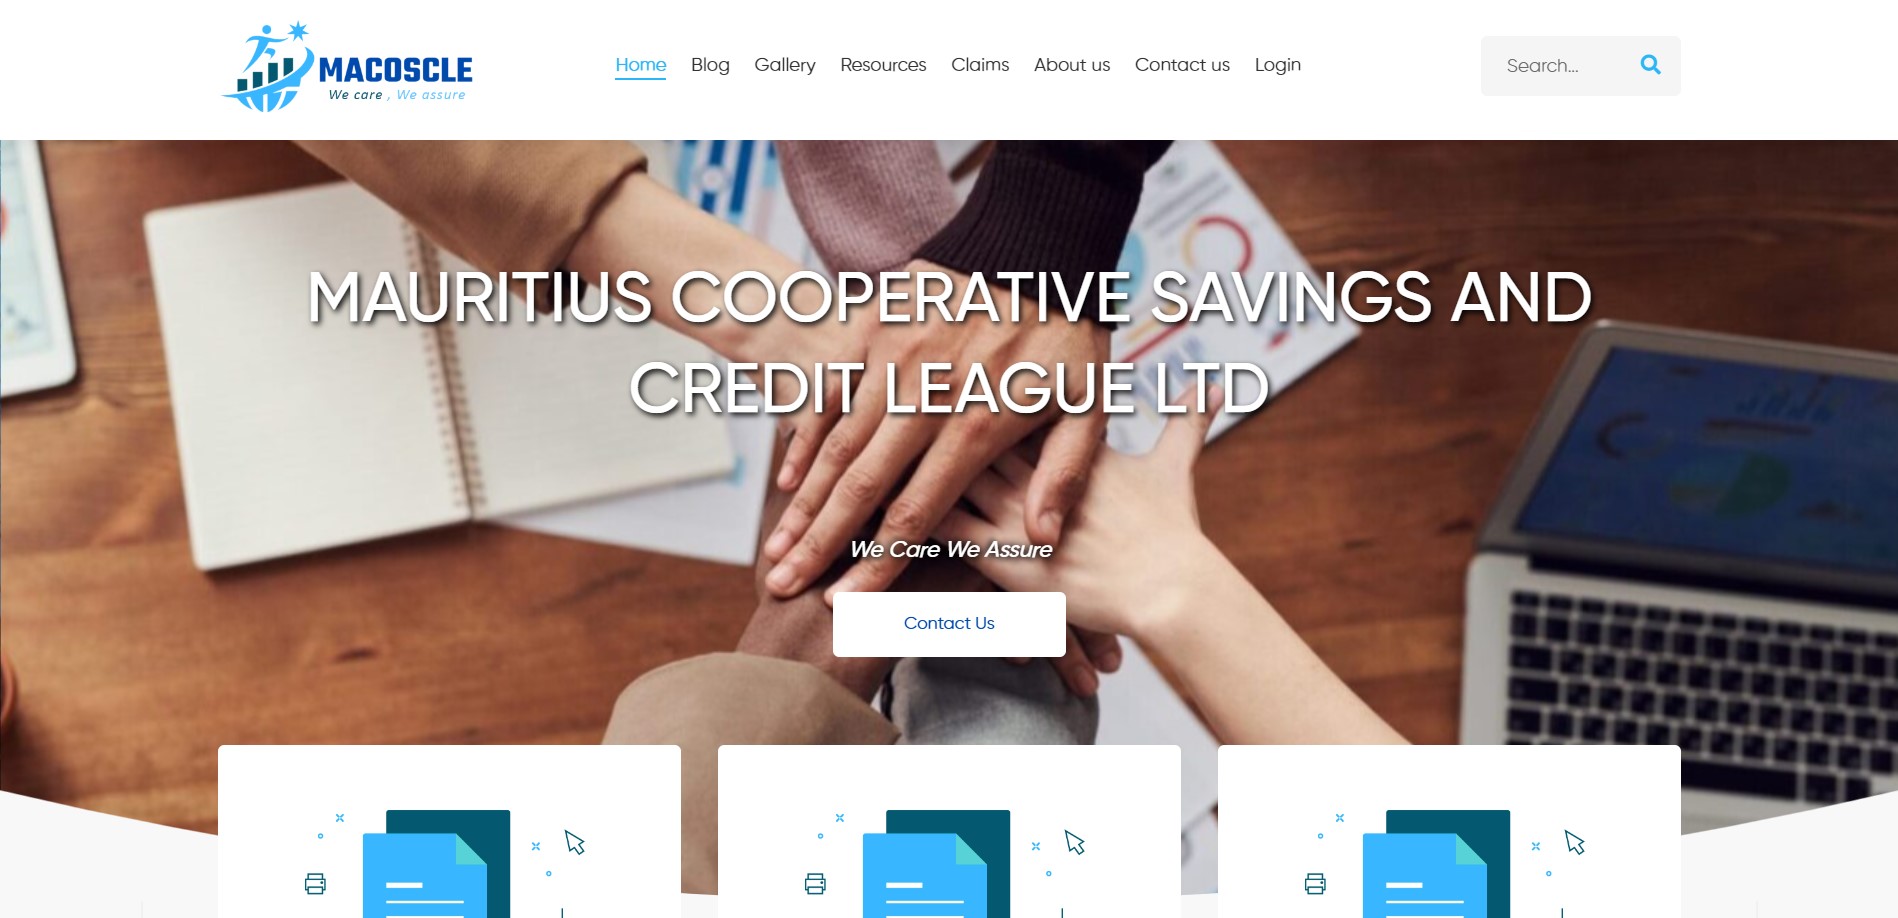 MACOSCLE
We care , We assure
Home Blog Gallery Resources Claims About us Contact us Login
Search...
MAURITIUS COOPERATIVE SAVINGS AND
CREDIT LEAGUE LTD
We Care We Assure
Contact Us